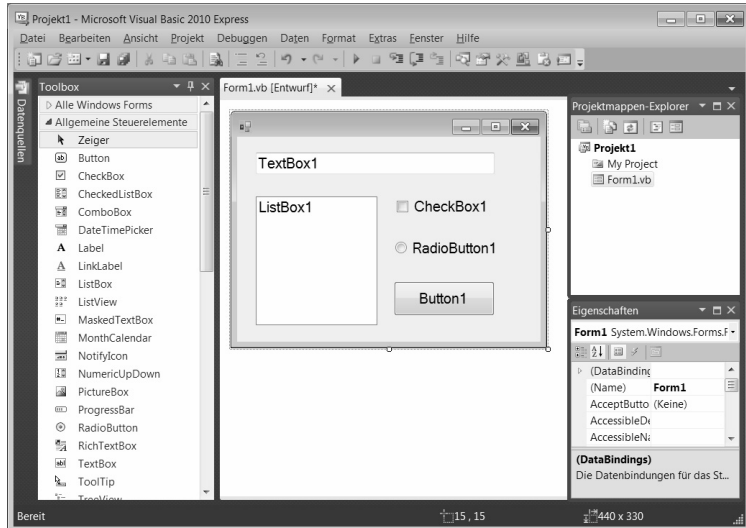 Projekt1 - Microsoft Visual Basic 2010 Express
Datei Bearbeiten Ansicht Projekt Debuggen Daten Format Extras Fenster Hilfe
Datenquellen
Toolbox
Alle Windows Forms
Allgemeine Steuerelemente
Zeiger
Button
CheckBox
CheckedListBox
ComboBox
DateTimePicker
Label
LinkLabel
ListBox
ListView
MaskedTextBox
MonthCalendar
NotifyIcon
NumericUpDown
PictureBox
ProgressBar
RadioButton
RichTextBox
TextBox
ToolTip
TreeView
Form1.vb [Entwurf]*
TextBox1
ListBox1
CheckBox1
RadioButton1
Button1
Projektmappen-Explorer
Projekt1
My Project
Form1.vb
Eigenschaften
Form1 System.Windows.Forms.F
(DataBinding
(Name) Form1
AcceptButto (Keine)
AccessibleDe
AccessibleNa
(DataBindings)
Die Datenbindungen für das St...
Bereit
15 , 15
440 x 330